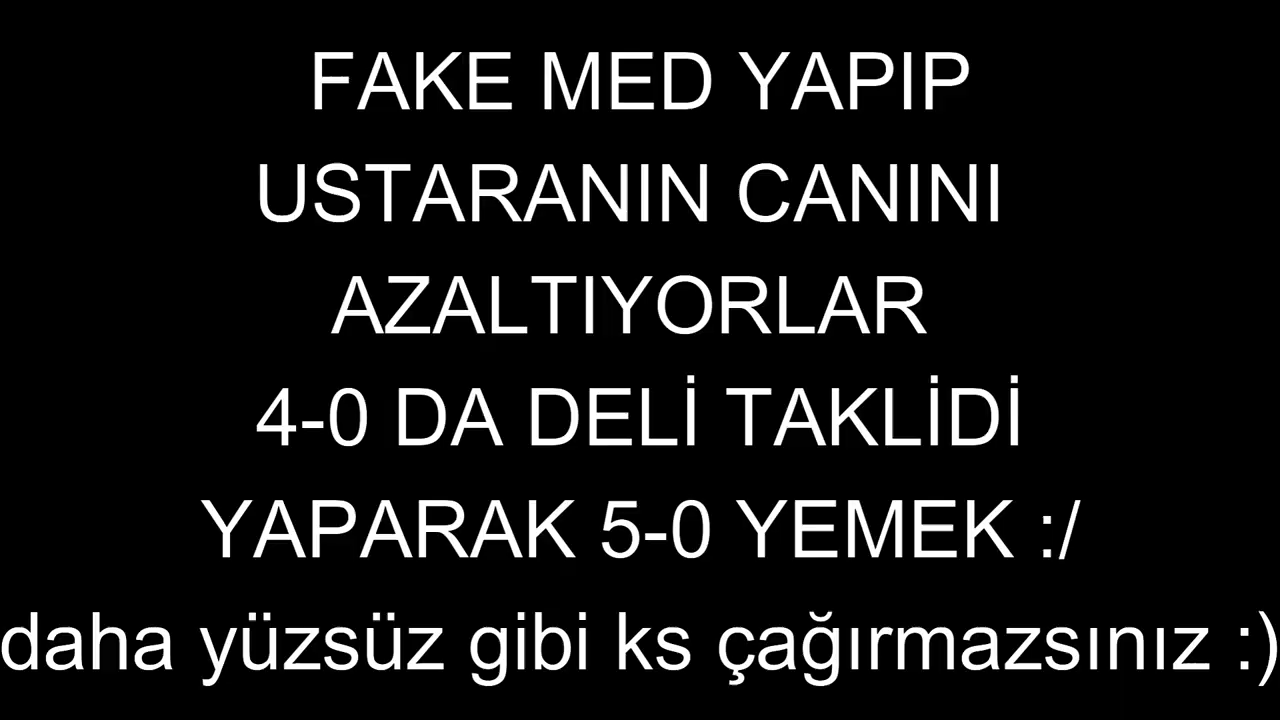 FAKE MED YAPIP
USTARANIN CANINI
AZALTIYORLAR
4-0 DA DELİ TAKLİDİ
YAPARAK 5-0 YEMEK :/
daha yüzsüz gibi ks çağırmazsınız :)